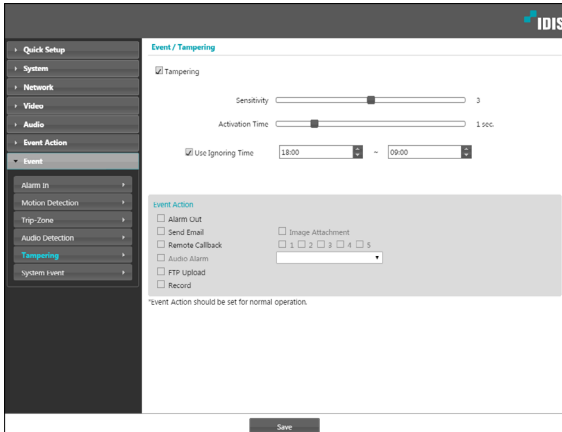 IDIS
Quick Setup
System
Network
Video
Audio
Event Action
Event
Alarm In
Motion Detection
Trip-Zone
Audio Detection
Tampering
System Event
Event / Tampering
Tampering
Sensitivity 3
Activation Time 1 sec.
Use Ignoring Time 18:00 ~ 09:00
Event Action
Alarm Out
Send Email Image Attachment
Remote Callback 1 2 3 4 5
Audio Alarm
FTP Upload
Record
*Event Action should be set for normal operation.
Save